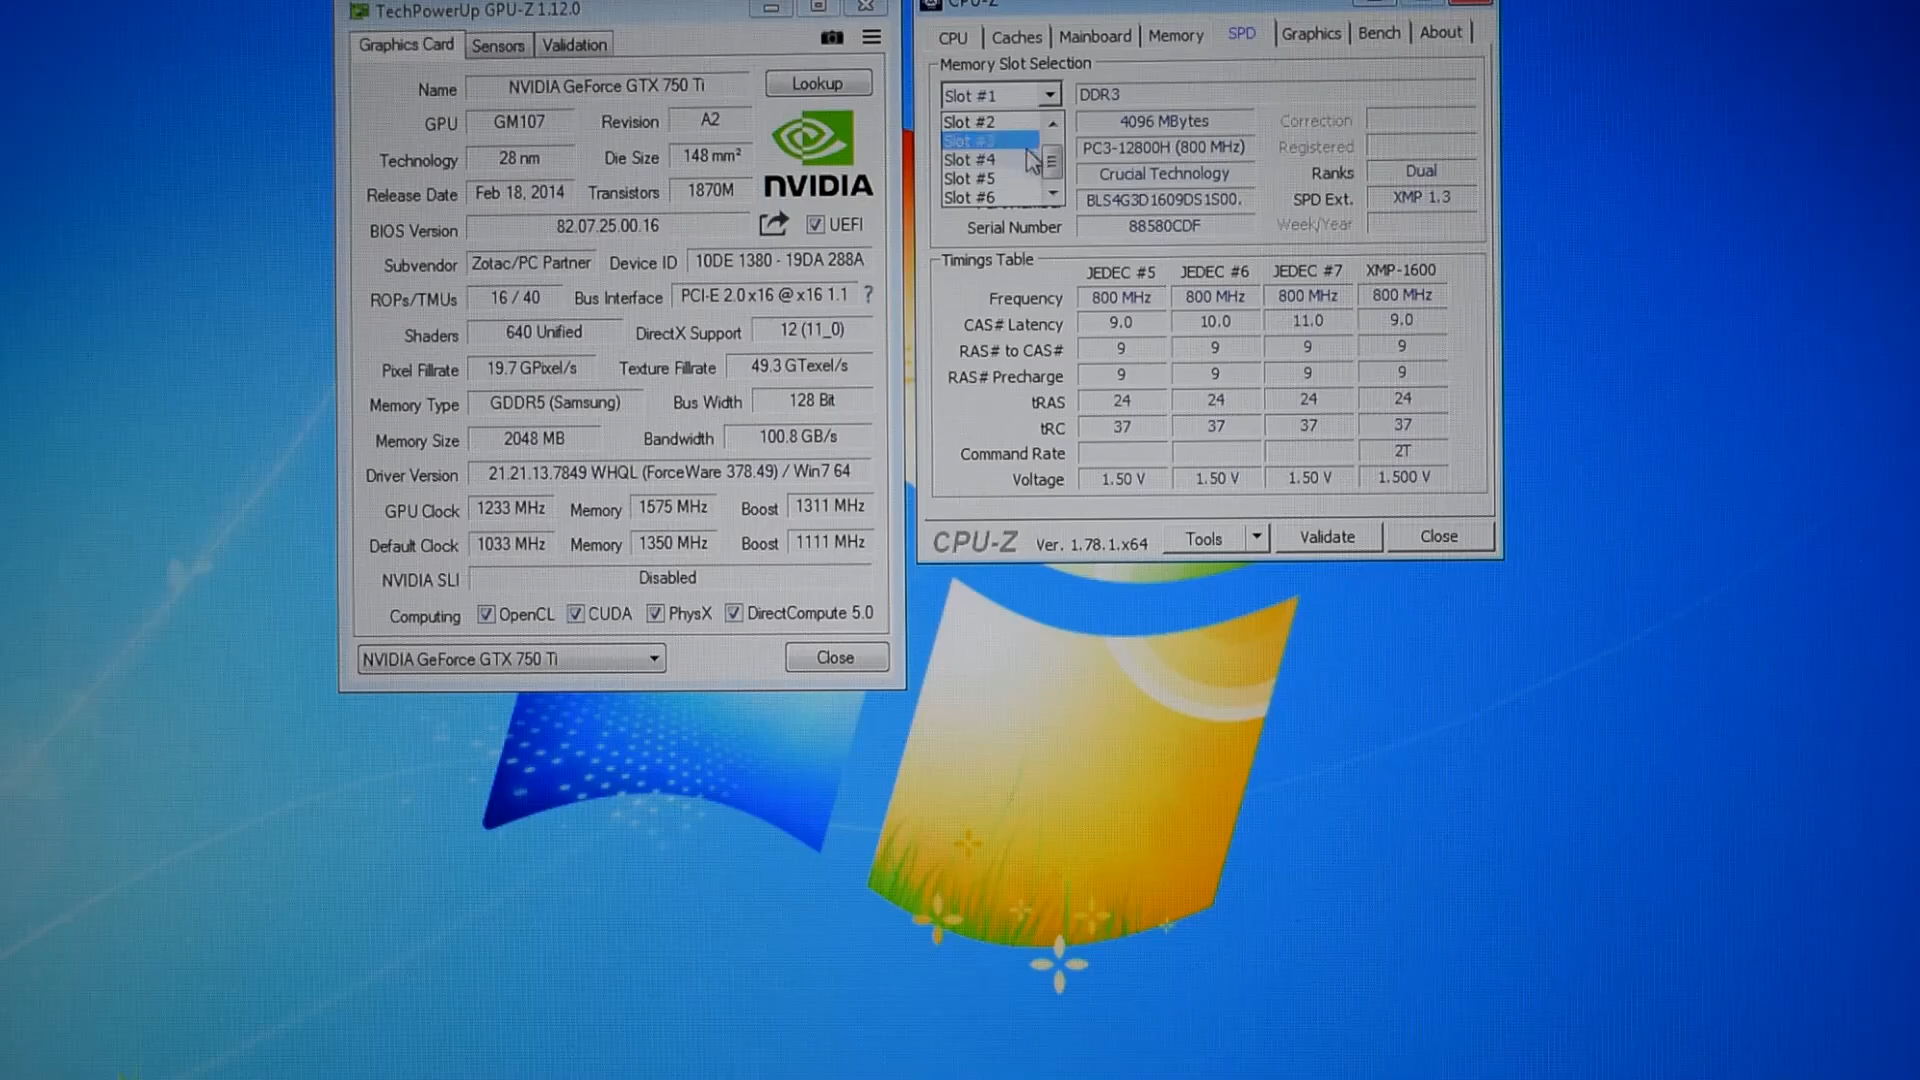 TechPowerUp GPU-Z 1.12.0
Graphics Card Sensors Validation
Name NVIDIA GeForce GTX 750 Ti Lookup
GPU GM107 Revision A2
Technology 28 nm Die Size 148 mm²
Release Date Feb 18, 2014 Transistors 1870M
NVIDIA
BIOS Version 82.07.25.00.16 UEFI
Subvendor Zotac/PC Partner Device ID 10DE 1380 - 19DA 288A
ROPs/TMUs 16 / 40 Bus Interface PCI-E 2.0 x16 @ x16 1.1 ?
Shaders 640 Unified DirectX Support 12 (11_0)
Pixel Fillrate 19.7 GPixel/s Texture Fillrate 49.3 GTexel/s
Memory Type GDDR5 (Samsung) Bus Width 128 Bit
Memory Size 2048 MB Bandwidth 100.8 GB/s
Driver Version 21.21.13.7849 WHQL (ForceWare 378.49) / Win7 64
GPU Clock 1233 MHz Memory 1575 MHz Boost 1311 MHz
Default Clock 1033 MHz Memory 1350 MHz Boost 1111 MHz
NVIDIA SLI Disabled
Computing OpenCL CUDA PhysX DirectCompute 5.0
NVIDIA GeForce GTX 750 Ti Close
CPU-Z
CPU Caches Mainboard Memory SPD Graphics Bench About
Memory Slot Selection
Slot #1 DDR3
Slot #2 4096 MBytes Correction
Slot #3 PC3-12800H (800 MHz) Registered
Slot #4 Crucial Technology Ranks Dual
Slot #5
Slot #6 BLS4G3D1609DS1S00. SPD Ext. XMP 1.3
Serial Number 88580CDF Week/Year
Timings Table
JEDEC #5 JEDEC #6 JEDEC #7 XMP-1600
Frequency 800 MHz 800 MHz 800 MHz 800 MHz
CAS# Latency 9.0 10.0 11.0 9.0
RAS# to CAS# 9 9 9 9
RAS# Precharge 9 9 9 9
tRAS 24 24 24 24
tRC 37 37 37 37
Command Rate 2T
Voltage 1.50 V 1.50 V 1.50 V 1.500 V
CPU-Z Ver. 1.78.1.x64 Tools Validate Close